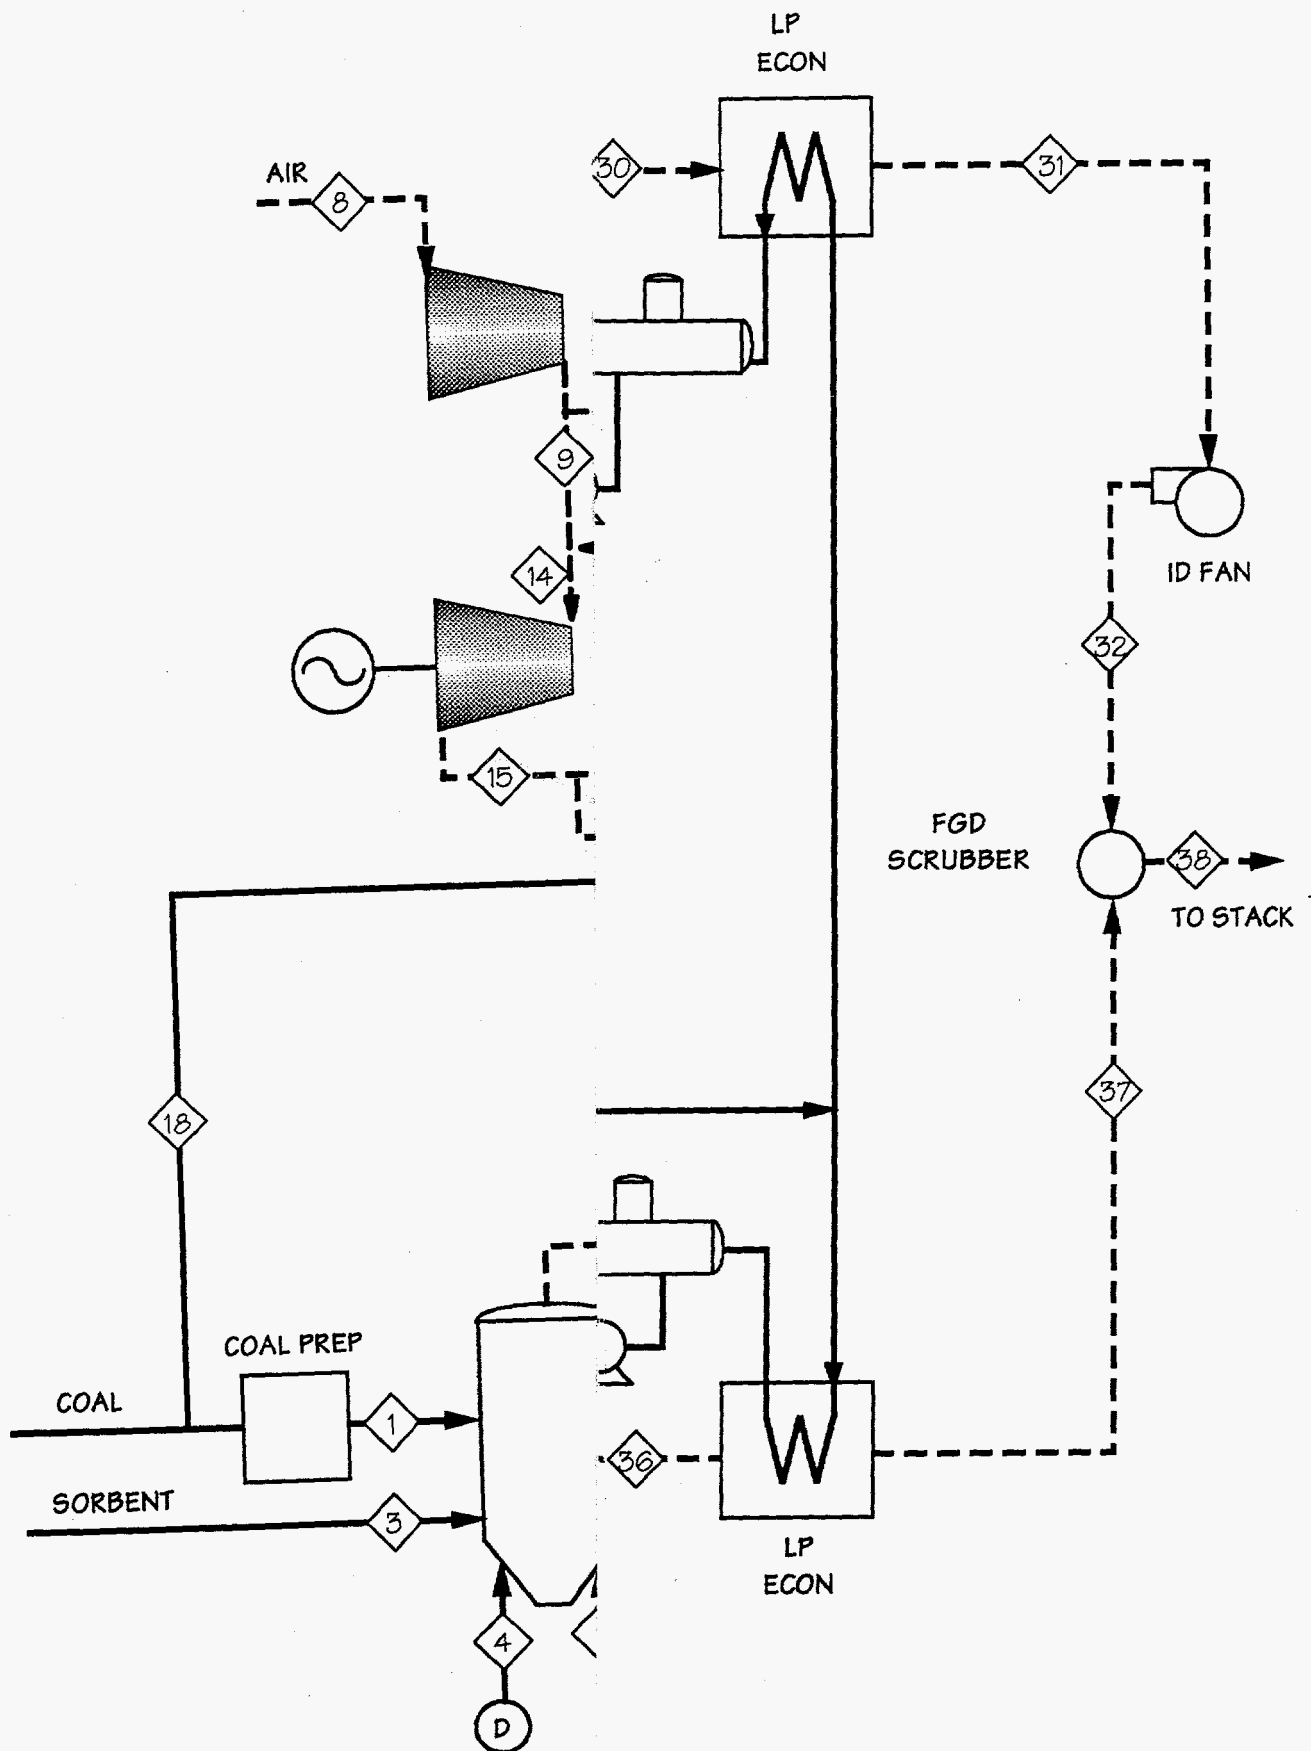 LP
ECON
30
31
AIR
8
9
14
ID FAN
32
15
FGD
SCRUBBER
38
TO STACK
37
18
COAL PREP
COAL
1
36
SORBENT
3
LP
ECON
4
D